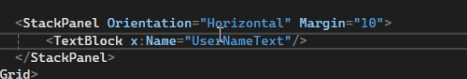 <StackPanel Orientation="Horizontal" Margin="10">
<TextBlock x:Name="UserNameText"/>
</StackPanel>
Grid>